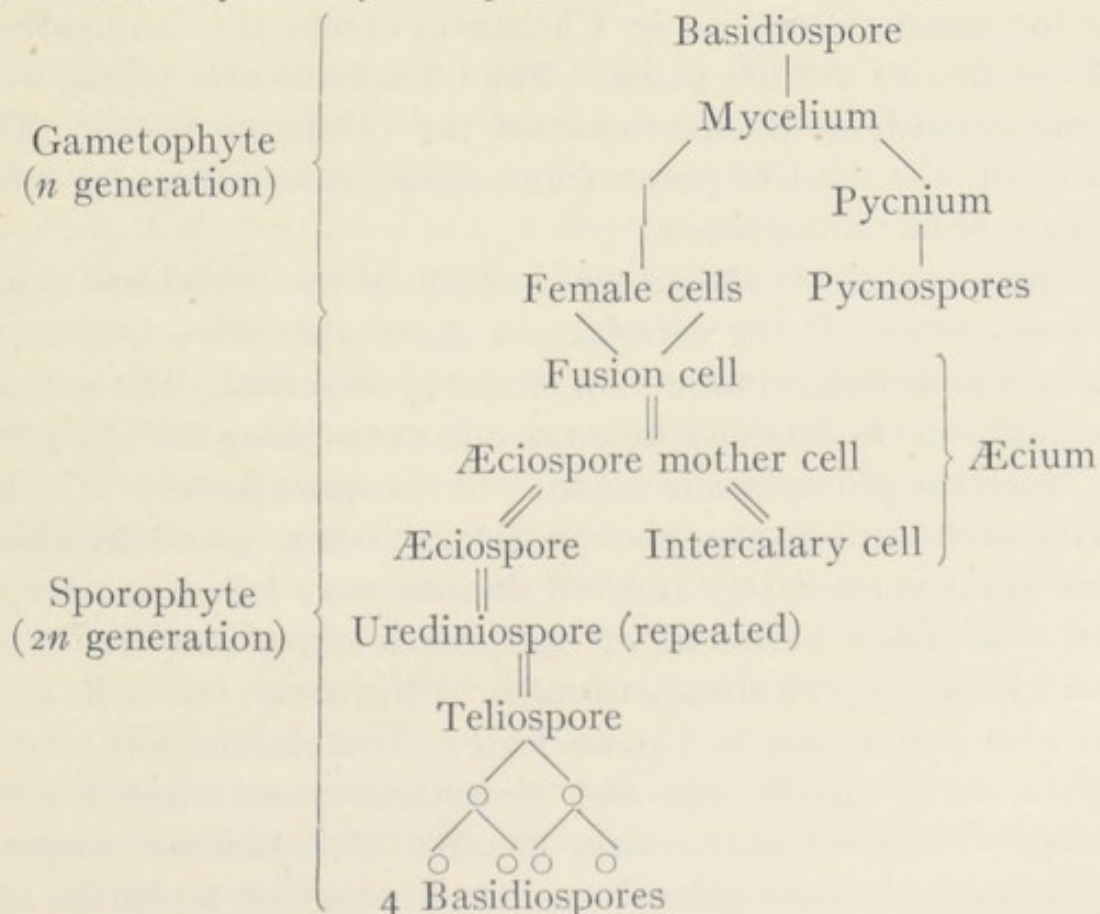 Basidiospore
Mycelium
Gametophyte
(n generation)
Pycnium
Female cells
Pycnospores
Fusion cell
Æciospore mother cell
Æcium
Æciospore
Intercalary cell
Sporophyte
(2n generation)
Urediniospore (repeated)
Teliospore
4 Basidiospores